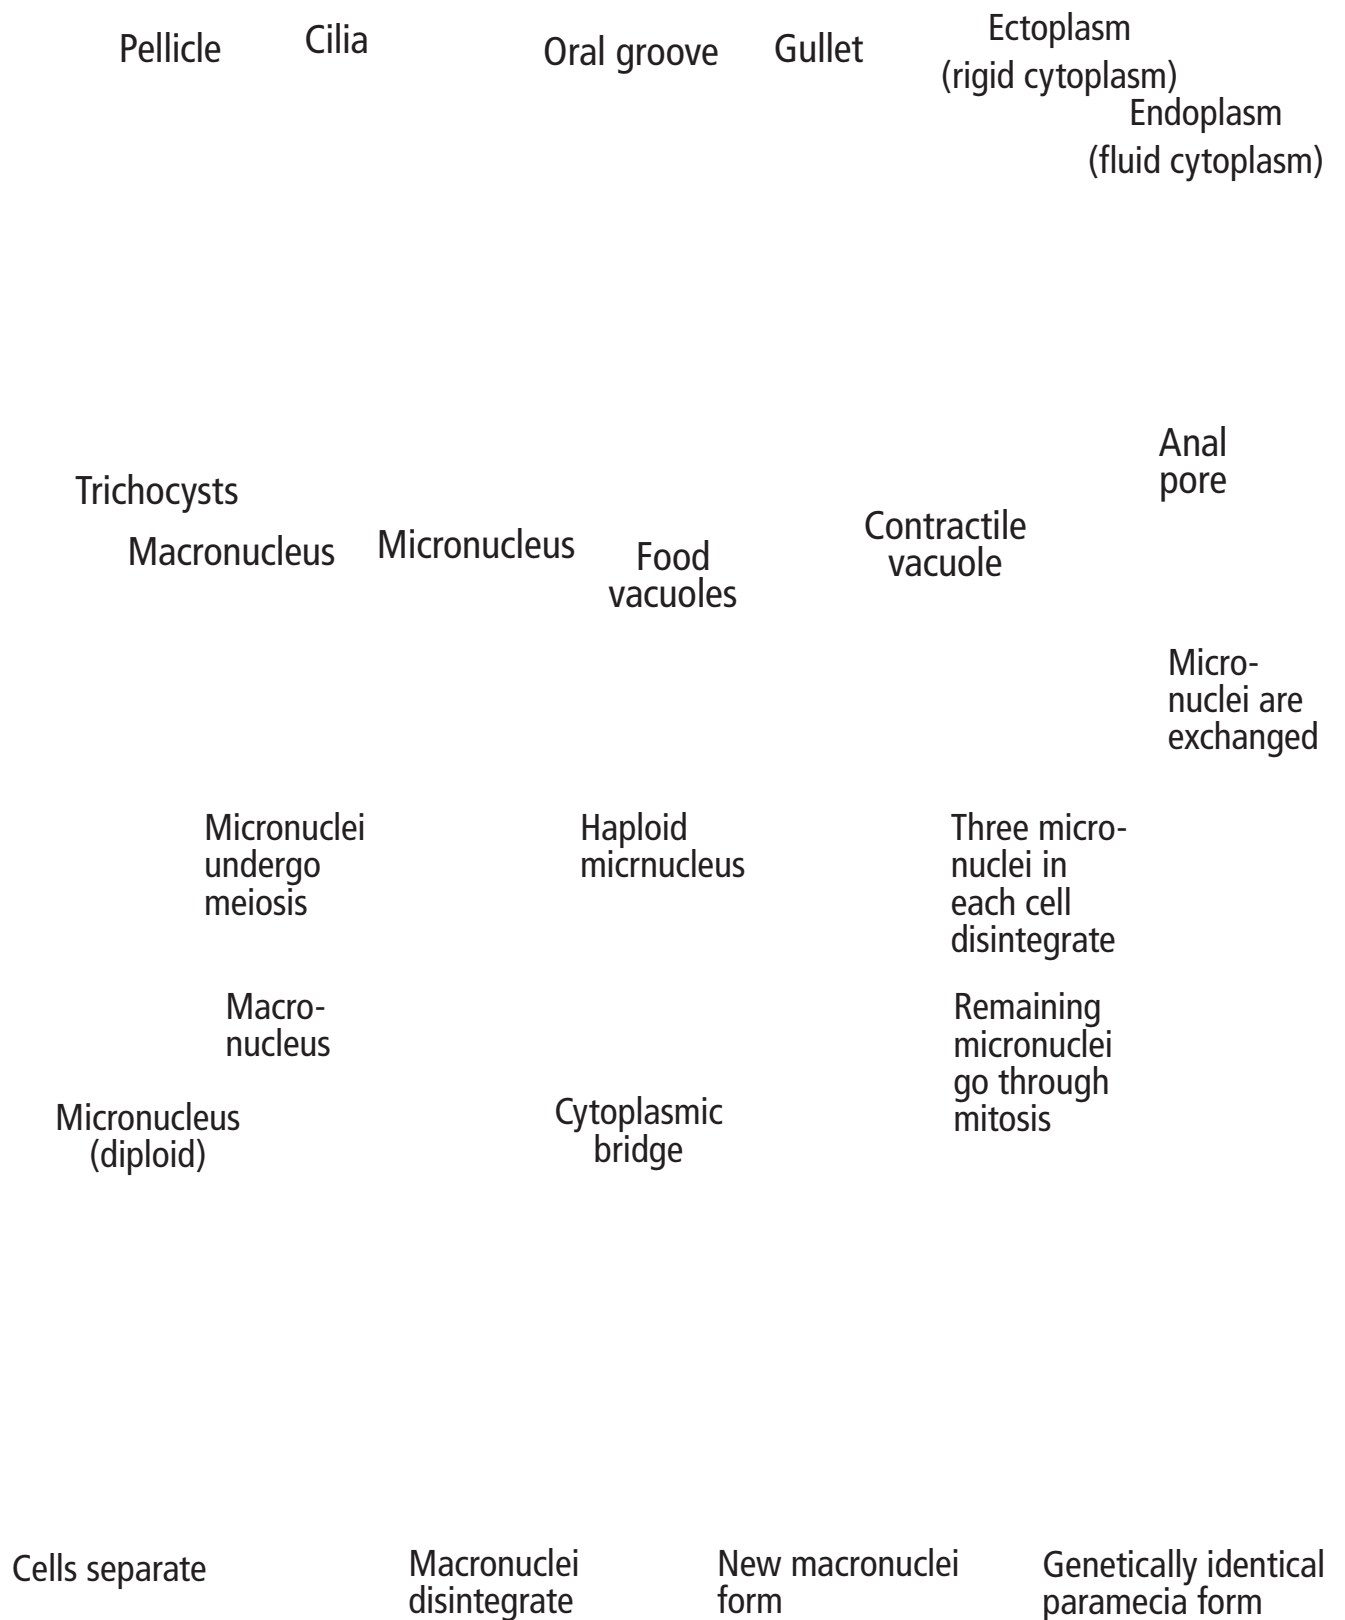 Pellicle
Cilia
Oral groove
Gullet
Ectoplasm
(rigid cytoplasm)
Endoplasm
(fluid cytoplasm)
Anal
pore
Trichocysts
Macronucleus
Micronucleus
Food
vacuoles
Contractile
vacuole
Micro-
nuclei are
exchanged
Micronuclei
undergo
meiosis
Haploid
micrnucleus
Three micro-
nuclei in
each cell
disintegrate
Macro-
nucleus
Remaining
micronuclei
go through
mitosis
Micronucleus
(diploid)
Cytoplasmic
bridge
Cells separate
Macronuclei
disintegrate
New macronuclei
form
Genetically identical
paramecia form